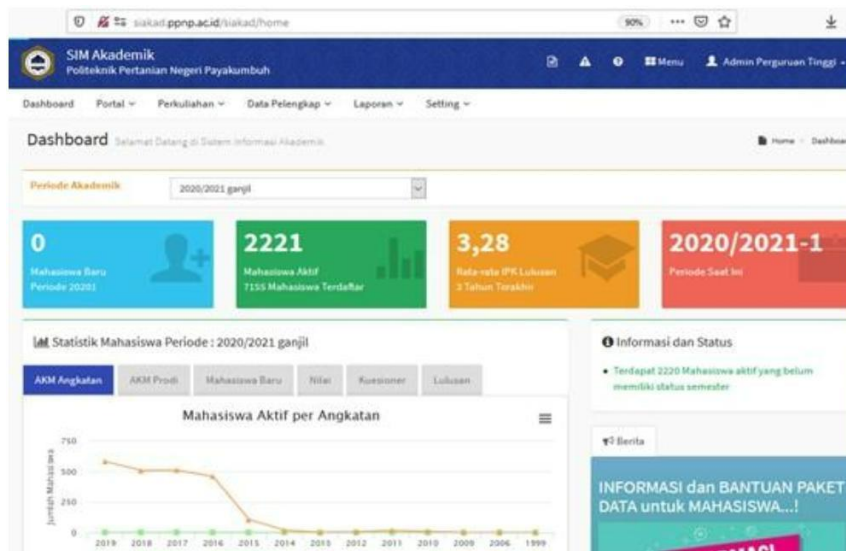 siakad.ppnp.ac.id/siakad/home
90%
SIM Akademik
Politeknik Pertanian Negeri Payakumbuh
Menu
Admin Perguruan Tinggi
Dashboard Portal Perkuliahan Data Pelengkap Laporan Setting
Dashboard Selamat Datang di Sistem Informasi Akademik
Home Dashboar
Periode Akademik
2020/2021 ganjil
0
Mahasiswa Baru
Periode 20201
2221
Mahasiswa Aktif
7155 Mahasiswa Terdaftar
3,28
Rata-rata IPK Lulusan
3 Tahun Terakhir
2020/2021-1
Periode Saat Ini
Statistik Mahasiswa Periode : 2020/2021 ganjil
AKM Angkatan AKM Prodi Mahasiswa Baru Nilai Kuesioner Lulusan
Mahasiswa Aktif per Angkatan
Jumlah Mahasiswa
750
500
250
0
2019 2018 2017 2016 2015 2014 2013 2012 2011 2010 2009 2006 1999
Informasi dan Status
Terdapat 2220 Mahasiswa aktif yang belum
memiliki status semester
Berita
INFORMASI dan BANTUAN PAKET
DATA untuk MAHASISWA...!